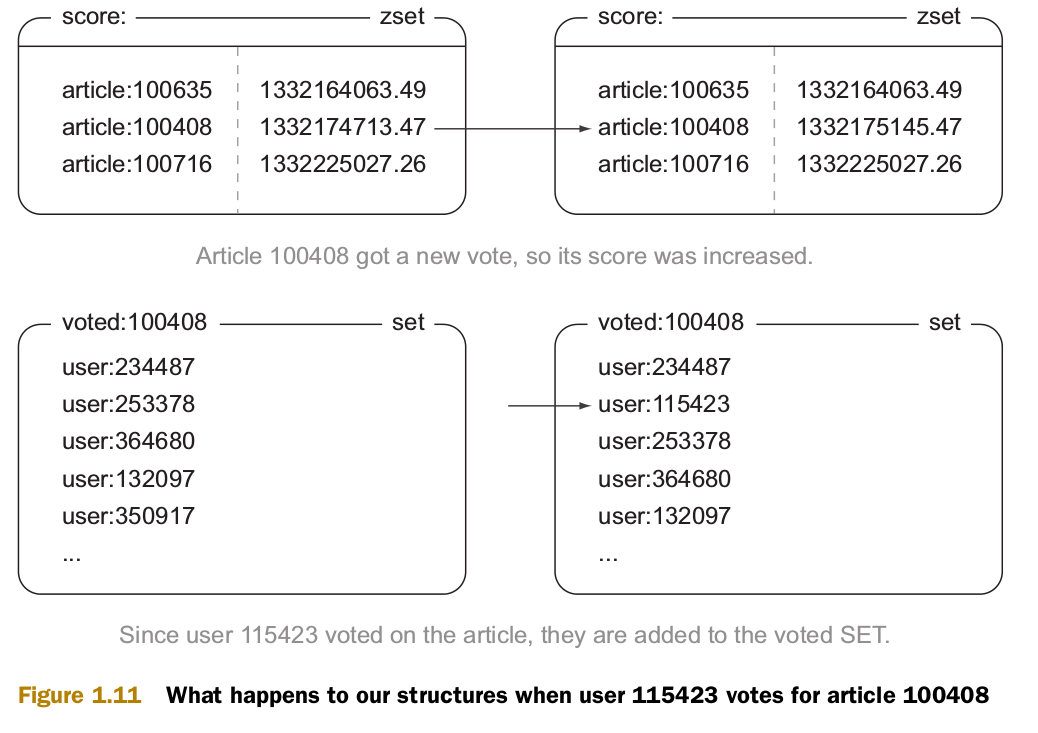 score: zset
article:100635 1332164063.49
article:100408 1332174713.47
article:100716 1332225027.26
score: zset
article:100635 1332164063.49
article:100408 1332175145.47
article:100716 1332225027.26
Article 100408 got a new vote, so its score was increased.
voted:100408 set
user:234487
user:253378
user:364680
user:132097
user:350917
...
voted:100408 set
user:234487
user:115423
user:253378
user:364680
user:132097
...
Since user 115423 voted on the article, they are added to the voted SET.
Figure 1.11 What happens to our structures when user 115423 votes for article 100408